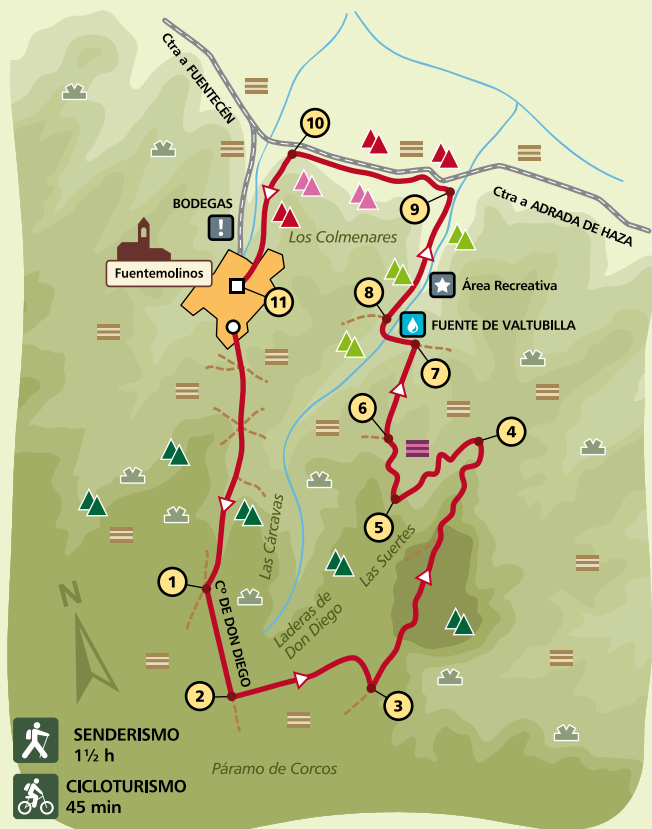 Ctra a FUENTECÉN
10
BODEGAS
!
Los Colmenares
9
Ctra a ADRADA DE HAZA
Fuentemolinos
11
8
Área Recreativa
FUENTE DE VALTUBILLA
7
6
4
5
Las Cárcavas
Las Suertes
1
Cº DE DON DIEGO
Laderas de
Don Diego
N
2
3
SENDERISMO
1½ h
Páramo de Corcos
CICLOTURISMO
45 min